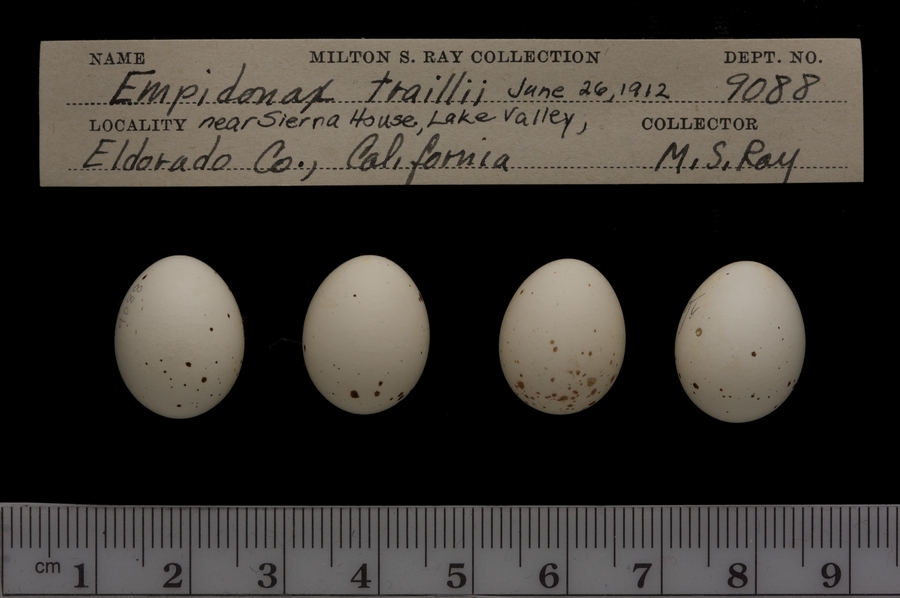 NAME MILTON S. RAY COLLECTION DEPT. NO.
Empidonax traillii June 26, 1912 9088
LOCALITY near Sierra House, Lake Valley, COLLECTOR
Eldorado Co., California M. S. Ray
9088
cm 1 2 3 4 5 6 7 8 9